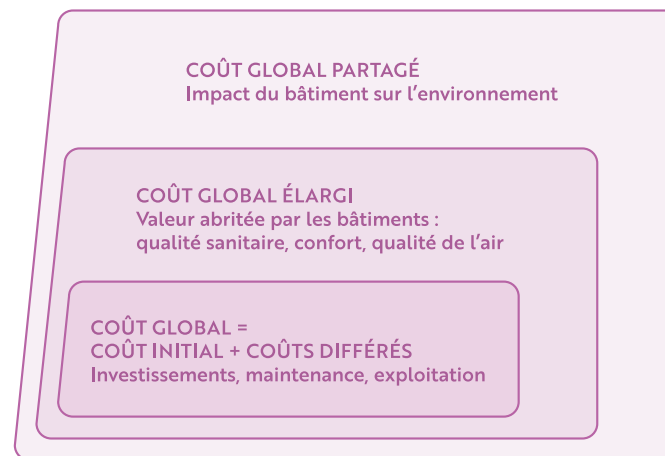 COÛT GLOBAL PARTAGÉ
Impact du bâtiment sur l’environnement
COÛT GLOBAL ÉLARGI
Valeur abritée par les bâtiments :
qualité sanitaire, confort, qualité de l’air
COÛT GLOBAL =
COÛT INITIAL + COÛTS DIFFÉRÉS
Investissements, maintenance, exploitation